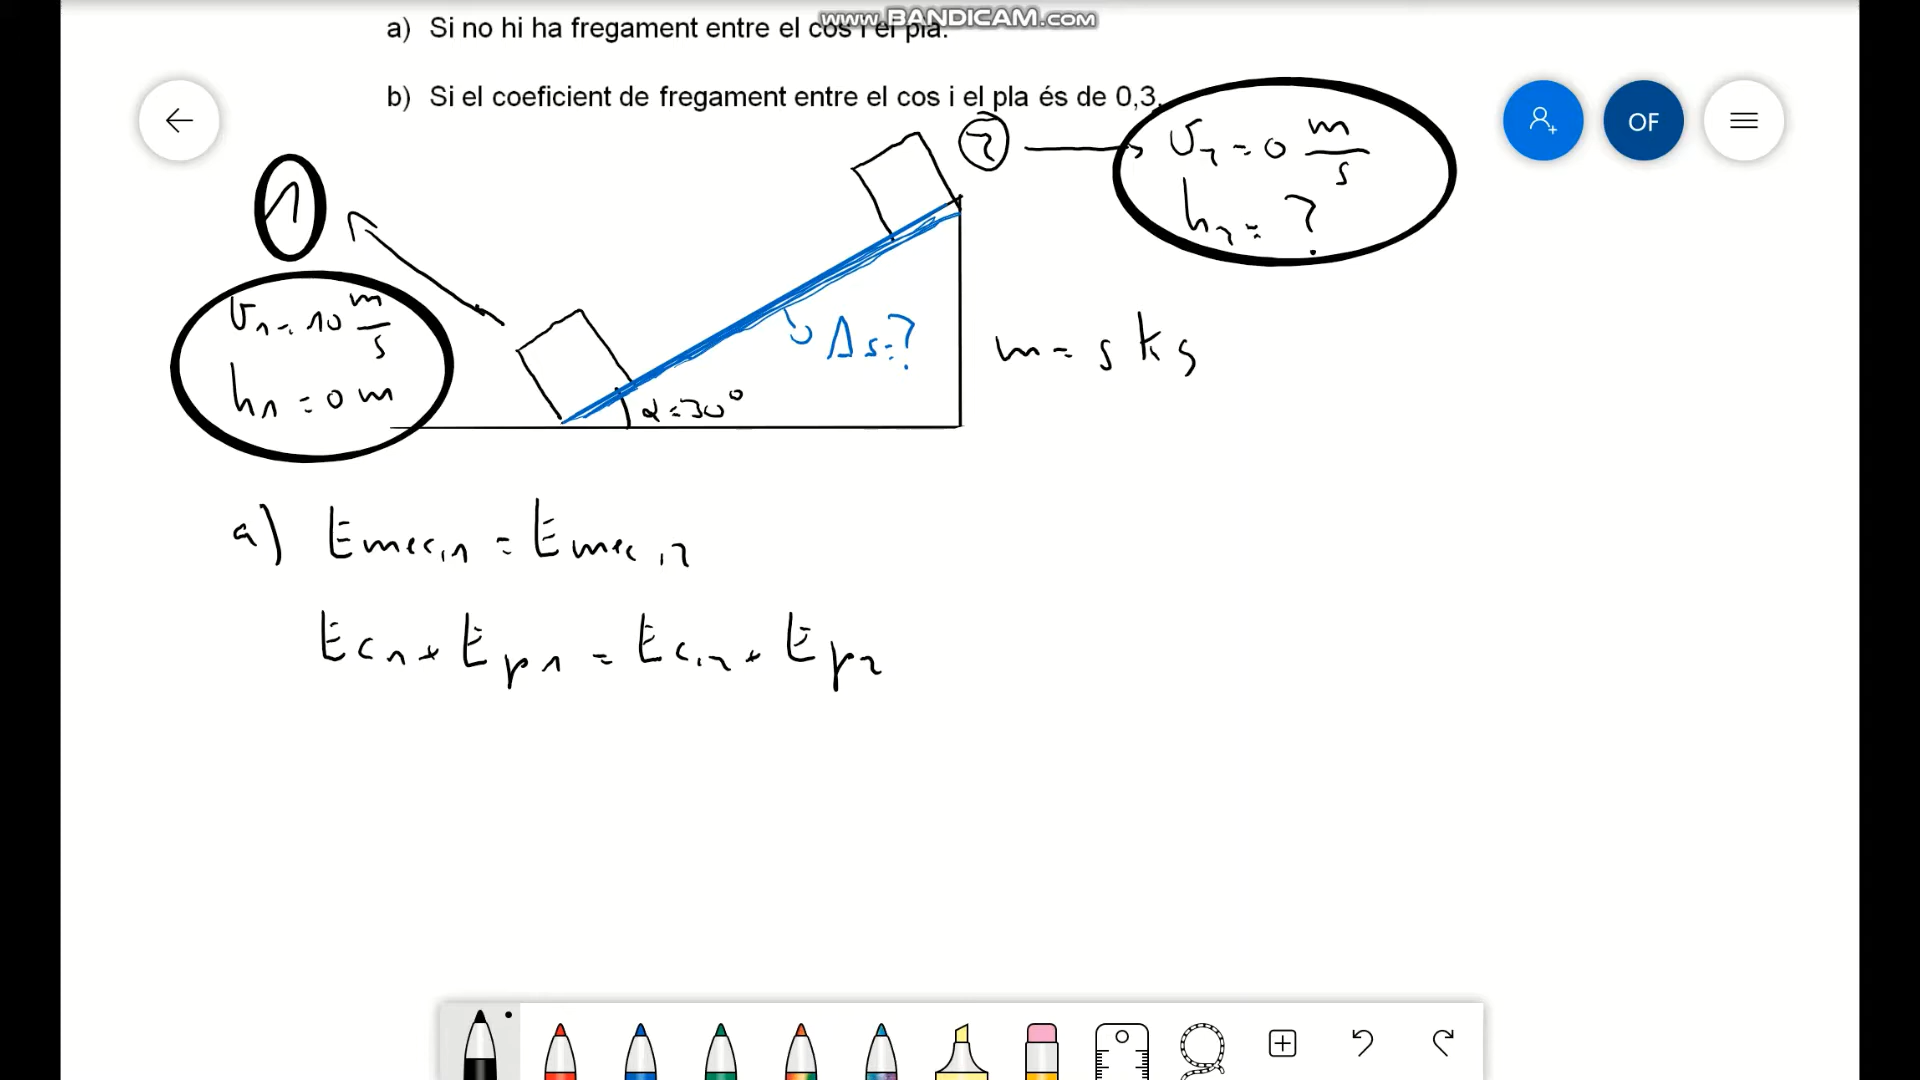 www.BANDICAM.com
a) Si no hi ha fregament entre el cos i el pla.
b) Si el coeficient de fregament entre el cos i el pla és de 0,3.
OF
1
2
v₂ = 0 m/s
h₂ = ?
v₁ = 10 m/s
h₁ = 0 m
Δs = ?
α = 30°
m = 5 kg
a) Emec,1 = Emec,2
Ec1 + Ep1 = Ec,2 + Ep2